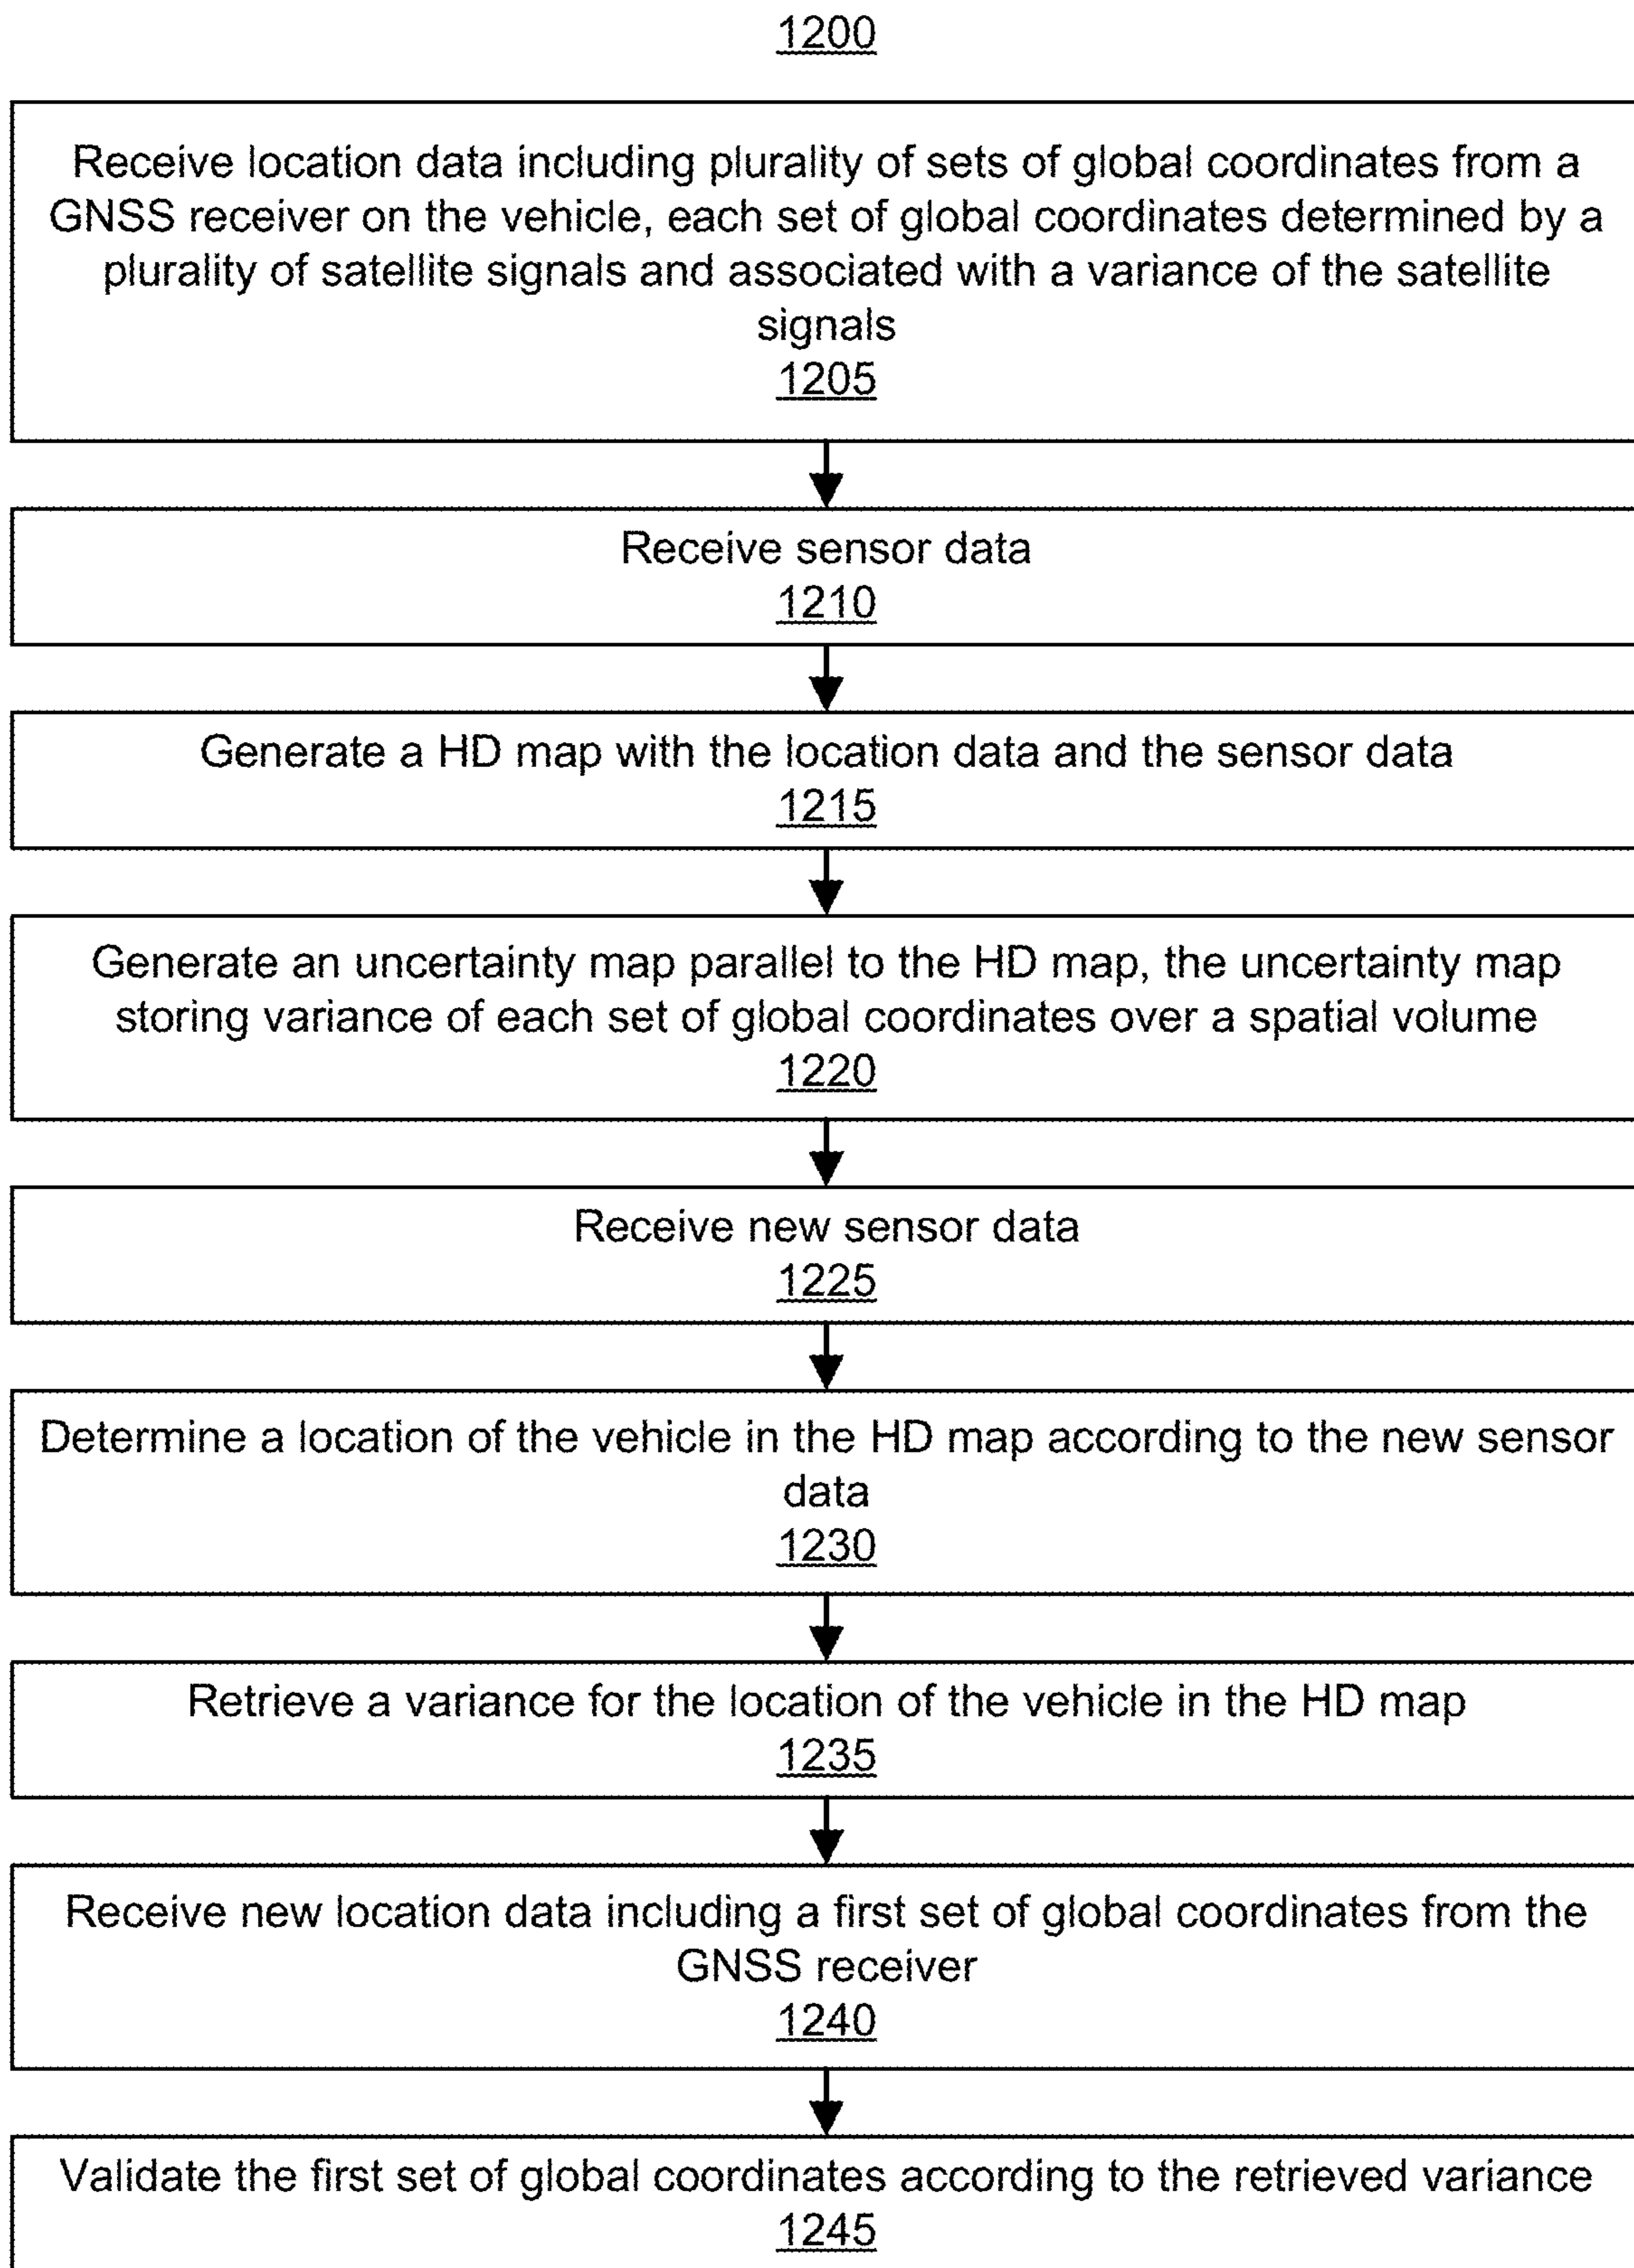 1200
Receive location data including plurality of sets of global coordinates from a
GNSS receiver on the vehicle, each set of global coordinates determined by a
plurality of satellite signals and associated with a variance of the satellite
signals
1205
Receive sensor data
1210
Generate a HD map with the location data and the sensor data
1215
Generate an uncertainty map parallel to the HD map, the uncertainty map
storing variance of each set of global coordinates over a spatial volume
1220
Receive new sensor data
1225
Determine a location of the vehicle in the HD map according to the new sensor
data
1230
Retrieve a variance for the location of the vehicle in the HD map
1235
Receive new location data including a first set of global coordinates from the
GNSS receiver
1240
Validate the first set of global coordinates according to the retrieved variance
1245